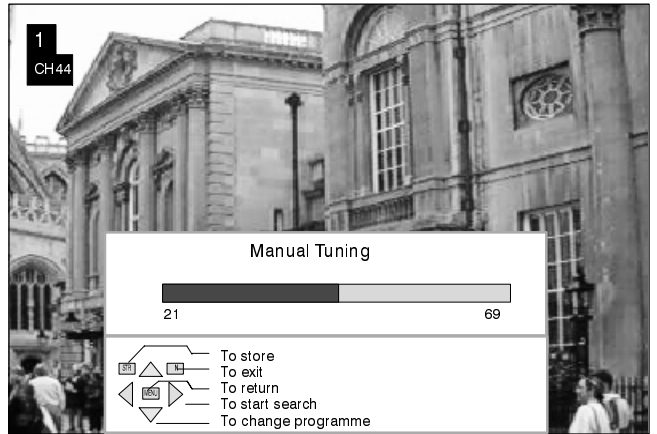 1
CH44
Manual Tuning
21 69
STR N
MENU
To store
To exit
To return
To start search
To change programme